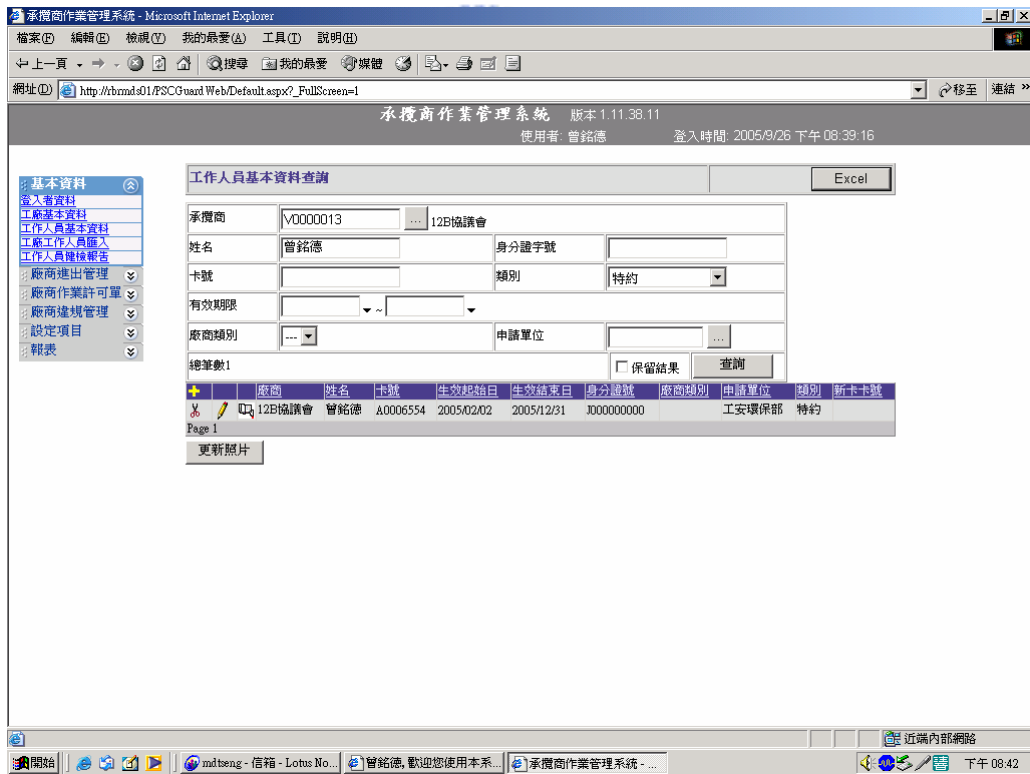 承攬商作業管理系統 - Microsoft Internet Explorer
檔案(F) 編輯(E) 檢視(V) 我的最愛(A) 工具(T) 說明(H)
上一頁 搜尋 我的最愛 媒體
網址(D) http://rbrmds01/PSCGuardWeb/Default.aspx?_FullScreen=1 移至 連結 »
承攬商作業管理系統 版本 1.11.38.11
使用者: 曾銘德 登入時間: 2005/9/26 下午 08:39:16
基本資料
登入者資料
工廠基本資料
工作人員基本資料
工廠工作人員匯入
工作人員健檢報告
廠商進出管理
廠商作業許可單
廠商違規管理
設定項目
報表
工作人員基本資料查詢 Excel
承攬商 V0000013 ... 12B協議會
姓名 曾銘德 身分證字號
卡號 類別 特約
有效期限 ~
廠商類別 --- 申請單位 ...
總筆數1 保留結果 查詢
廠商 姓名 卡號 生效起始日 生效結束日 身分證號 廠商類別 申請單位 類別 新卡卡號
12B協議會 曾銘德 A0006554 2005/02/02 2005/12/31 J000000000 工安環保部 特約
Page 1
更新照片
近端內部網路
開始 mdtseng - 信箱 - Lotus No... 曾銘德, 歡迎您使用本系... 承攬商作業管理系統 - ... 下午 08:42